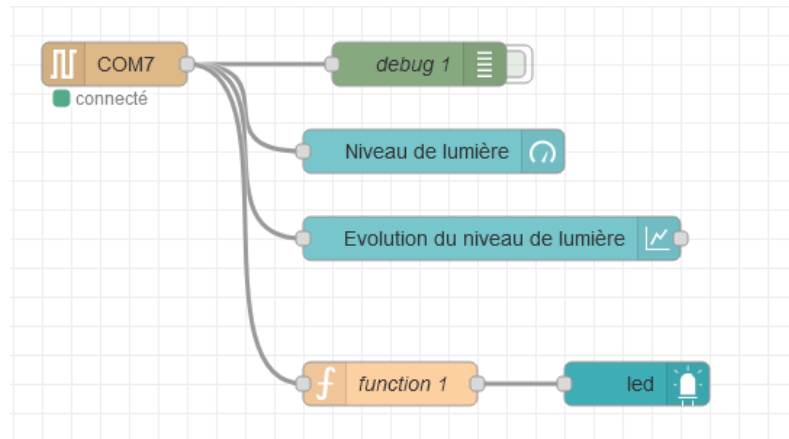 COM7
debug 1
connecté
Niveau de lumière
Evolution du niveau de lumière
function 1
led